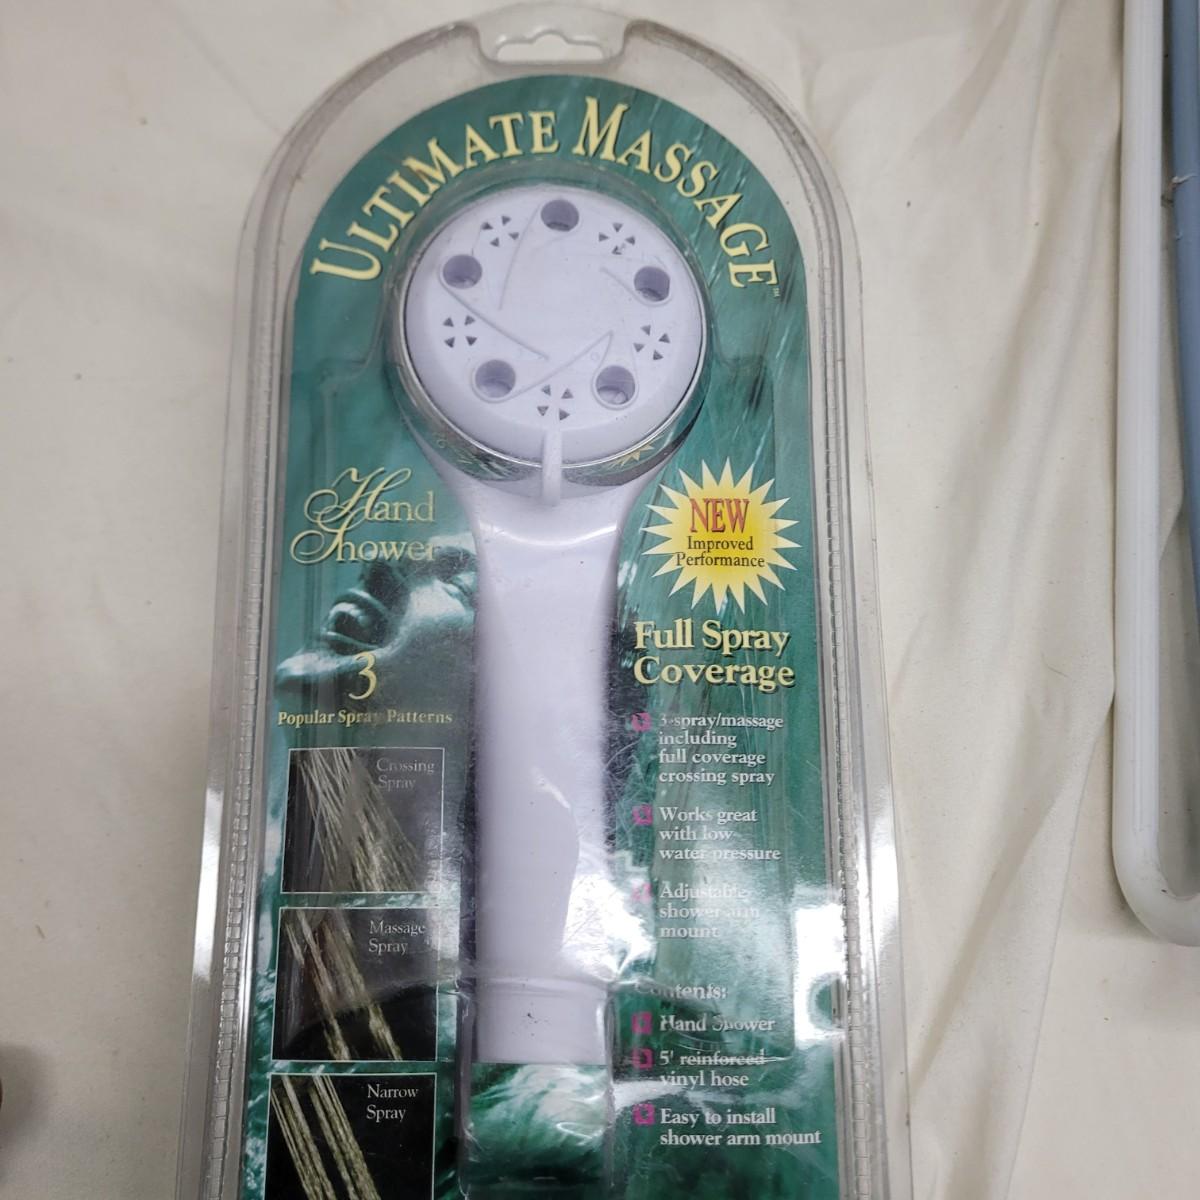 ULTIMATE MASSAGE™
Hand
Shower
3
Popular Spray Patterns
Crossing
Spray
Massage
Spray
Narrow
Spray
NEW
Improved
Performance
Full Spray
Coverage
3-spray/massage
including
full coverage
crossing spray
Works great
with low
water pressure
Adjustable
shower arm
mount
Contents:
Hand Shower
5' reinforced
vinyl hose
Easy to install
shower arm mount